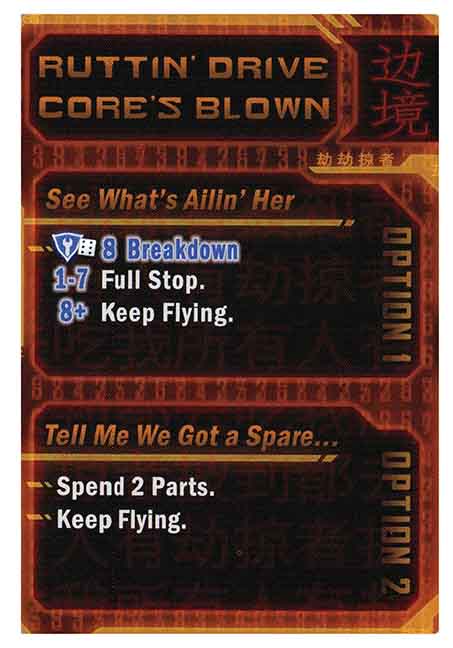 RUTTIN' DRIVE
CORE'S BLOWN
边境
劫劫掠者
See What's Ailin' Her
8 Breakdown
1-7 Full Stop.
8+ Keep Flying.
OPTION 1
Tell Me We Got a Spare...
Spend 2 Parts.
Keep Flying.
OPTION 2